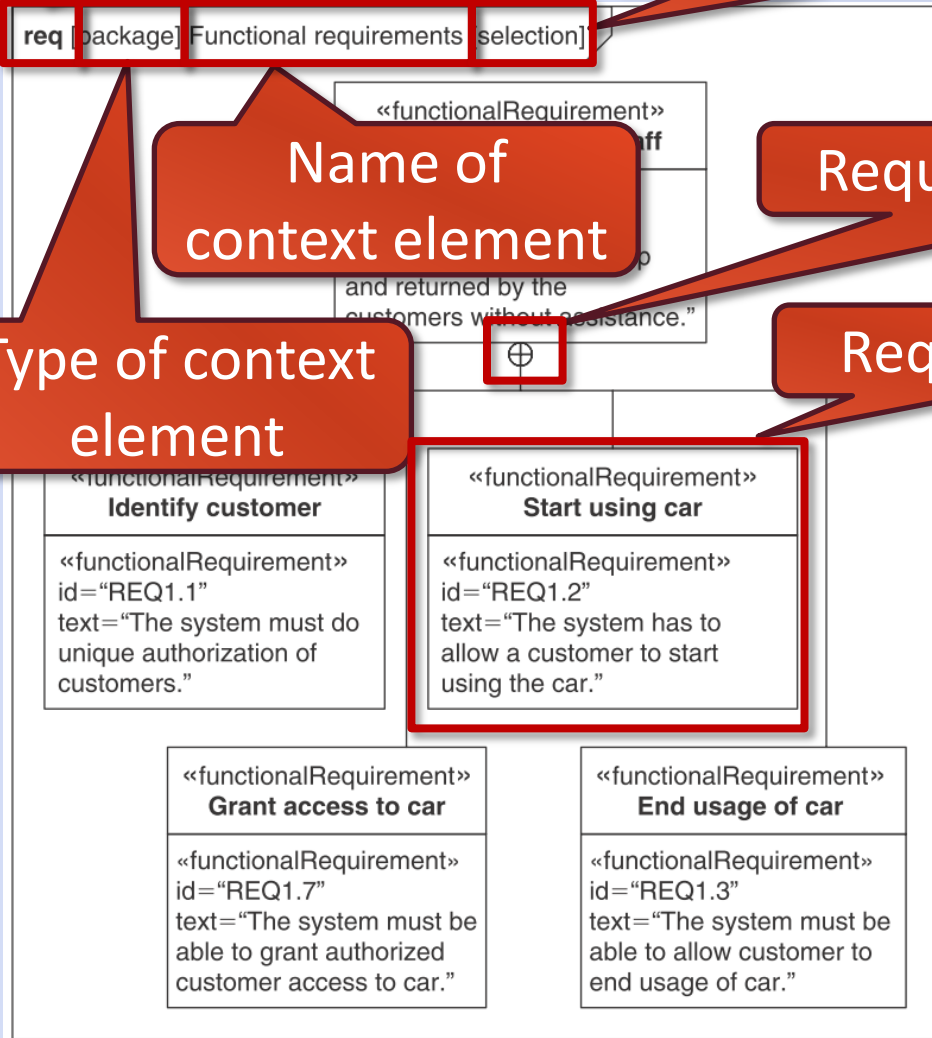 req [package] Functional requirements [selection]
«functionalRequirement»
Name of
context element
and returned by the
customers without assistance.”
Type of context
element
«functionalRequirement»
Identify customer
«functionalRequirement»
id=“REQ1.1”
text=“The system must do
unique authorization of
customers.”
«functionalRequirement»
Start using car
«functionalRequirement»
id=“REQ1.2”
text=“The system has to
allow a customer to start
using the car.”
«functionalRequirement»
Grant access to car
«functionalRequirement»
id=“REQ1.7”
text=“The system must be
able to grant authorized
customer access to car.”
«functionalRequirement»
End usage of car
«functionalRequirement»
id=“REQ1.3”
text=“The system must be
able to allow customer to
end usage of car.”